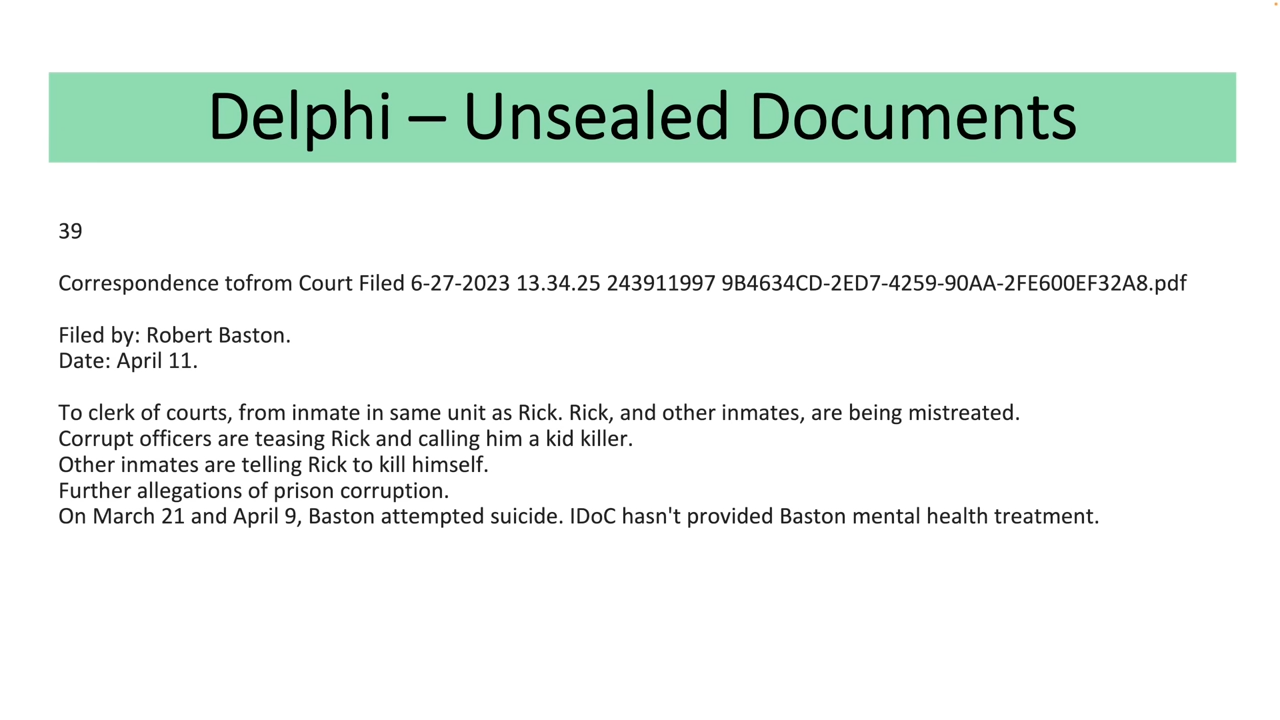 Delphi – Unsealed Documents
39
Correspondence tofrom Court Filed 6-27-2023 13.34.25 243911997 9B4634CD-2ED7-4259-90AA-2FE600EF32A8.pdf
Filed by: Robert Baston.
Date: April 11.
To clerk of courts, from inmate in same unit as Rick. Rick, and other inmates, are being mistreated.
Corrupt officers are teasing Rick and calling him a kid killer.
Other inmates are telling Rick to kill himself.
Further allegations of prison corruption.
On March 21 and April 9, Baston attempted suicide. IDoC hasn't provided Baston mental health treatment.